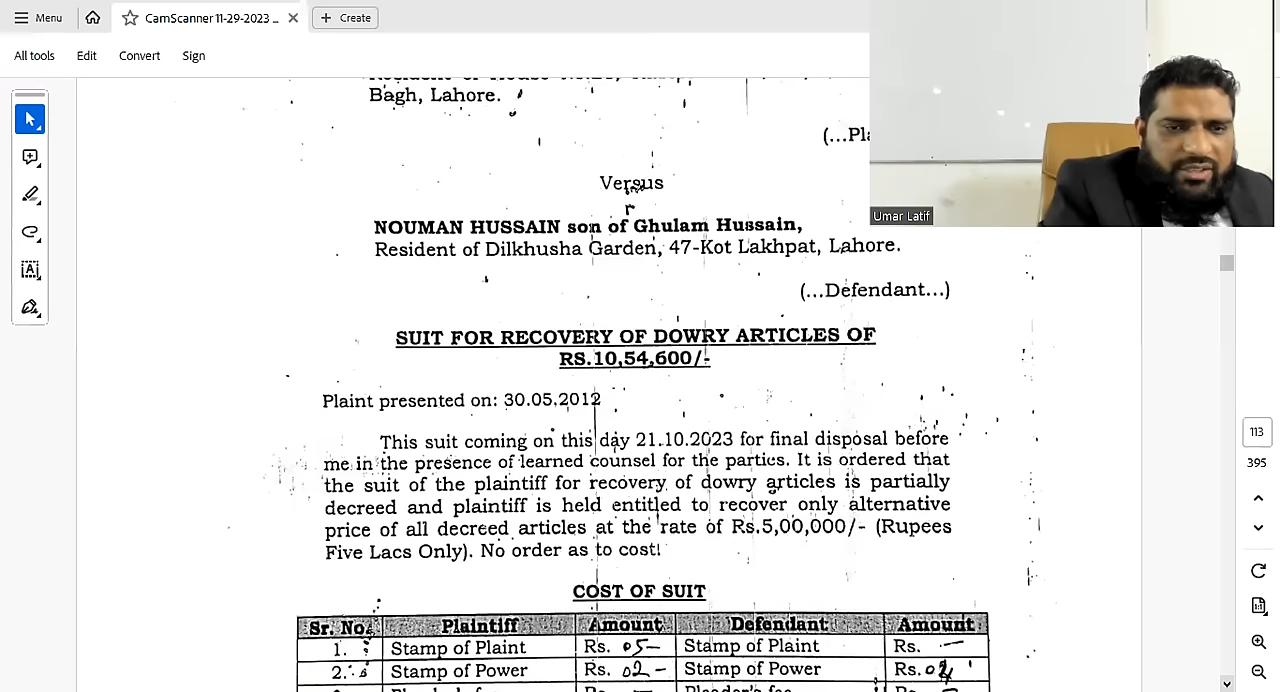 Menu
CamScanner 11-29-2023 ...
Create
All tools Edit Convert Sign
Bagh, Lahore.
Umar Latif
Versus
NOUMAN HUSSAIN son of Ghulam Hussain,
Resident of Dilkhusha Garden, 47-Kot Lakhpat, Lahore.
(...Defendant...)
SUIT FOR RECOVERY OF DOWRY ARTICLES OF
RS.10,54,600/-
Plaint presented on: 30.05.2012
This suit coming on this day 21.10.2023 for final disposal before
me in the presence of learned counsel for the parties. It is ordered that
the suit of the plaintiff for recovery of dowry articles is partially
decreed and plaintiff is held entitled to recover only alternative
price of all decreed articles at the rate of Rs.5,00,000/- (Rupees
Five Lacs Only). No order as to cost!
113
395
COST OF SUIT
Sr. No. Plaintiff Amount Defendant Amount
1. Stamp of Plaint Rs. 05- Stamp of Plaint Rs. —
2. Stamp of Power Rs. 02- Stamp of Power Rs.